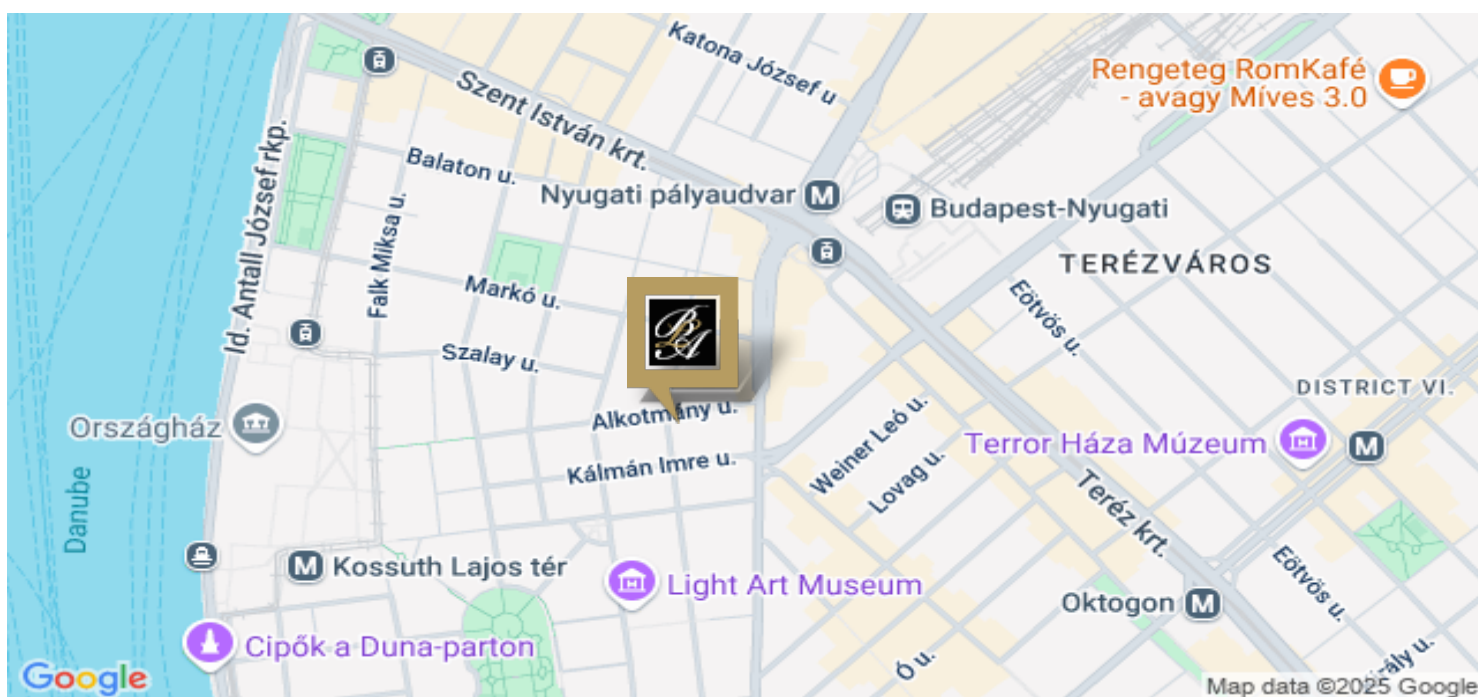 Katona József u
Rengeteg RomKafé
- avagy Míves 3.0
Szent István krt.
Id. Antall József rkp.
Balaton u.
Nyugati pályaudvar
M
Budapest-Nyugati
Falk Miksa u.
TERÉZVÁROS
Markó u.
Eötvös u.
Szalay u.
DISTRICT VI.
Alkotmány u.
Országház
Weiner Leó u.
Terror Háza Múzeum
M
Kálmán Imre u.
Lovag u.
Danube
Teréz krt.
M
Kossuth Lajos tér
Light Art Museum
Eötvös u.
Oktogon
M
Cipők a Duna-parton
Ó u.
Google
Map data ©2025 Google